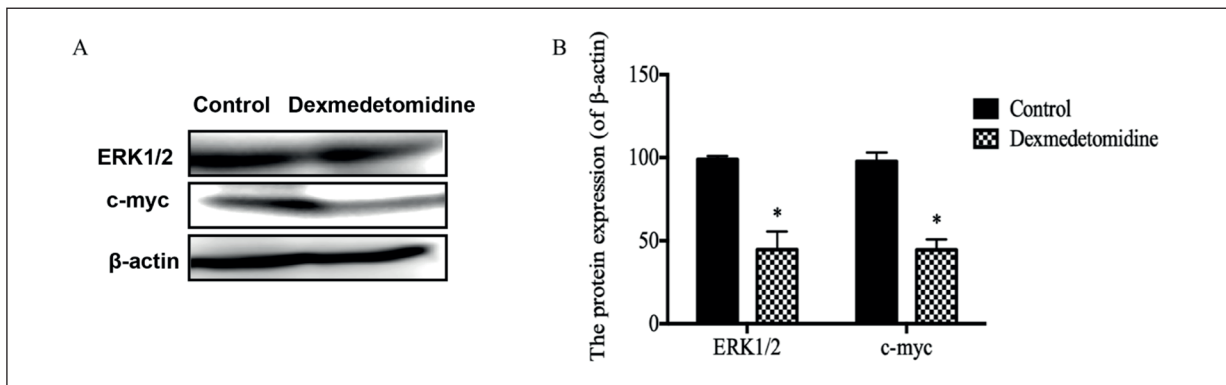 A
Control Dexmedetomidine
ERK1/2
c-myc
β-actin
B
The protein expression (of β-actin)
150
100
50
0
*
*
ERK1/2
c-myc
Control
Dexmedetomidine